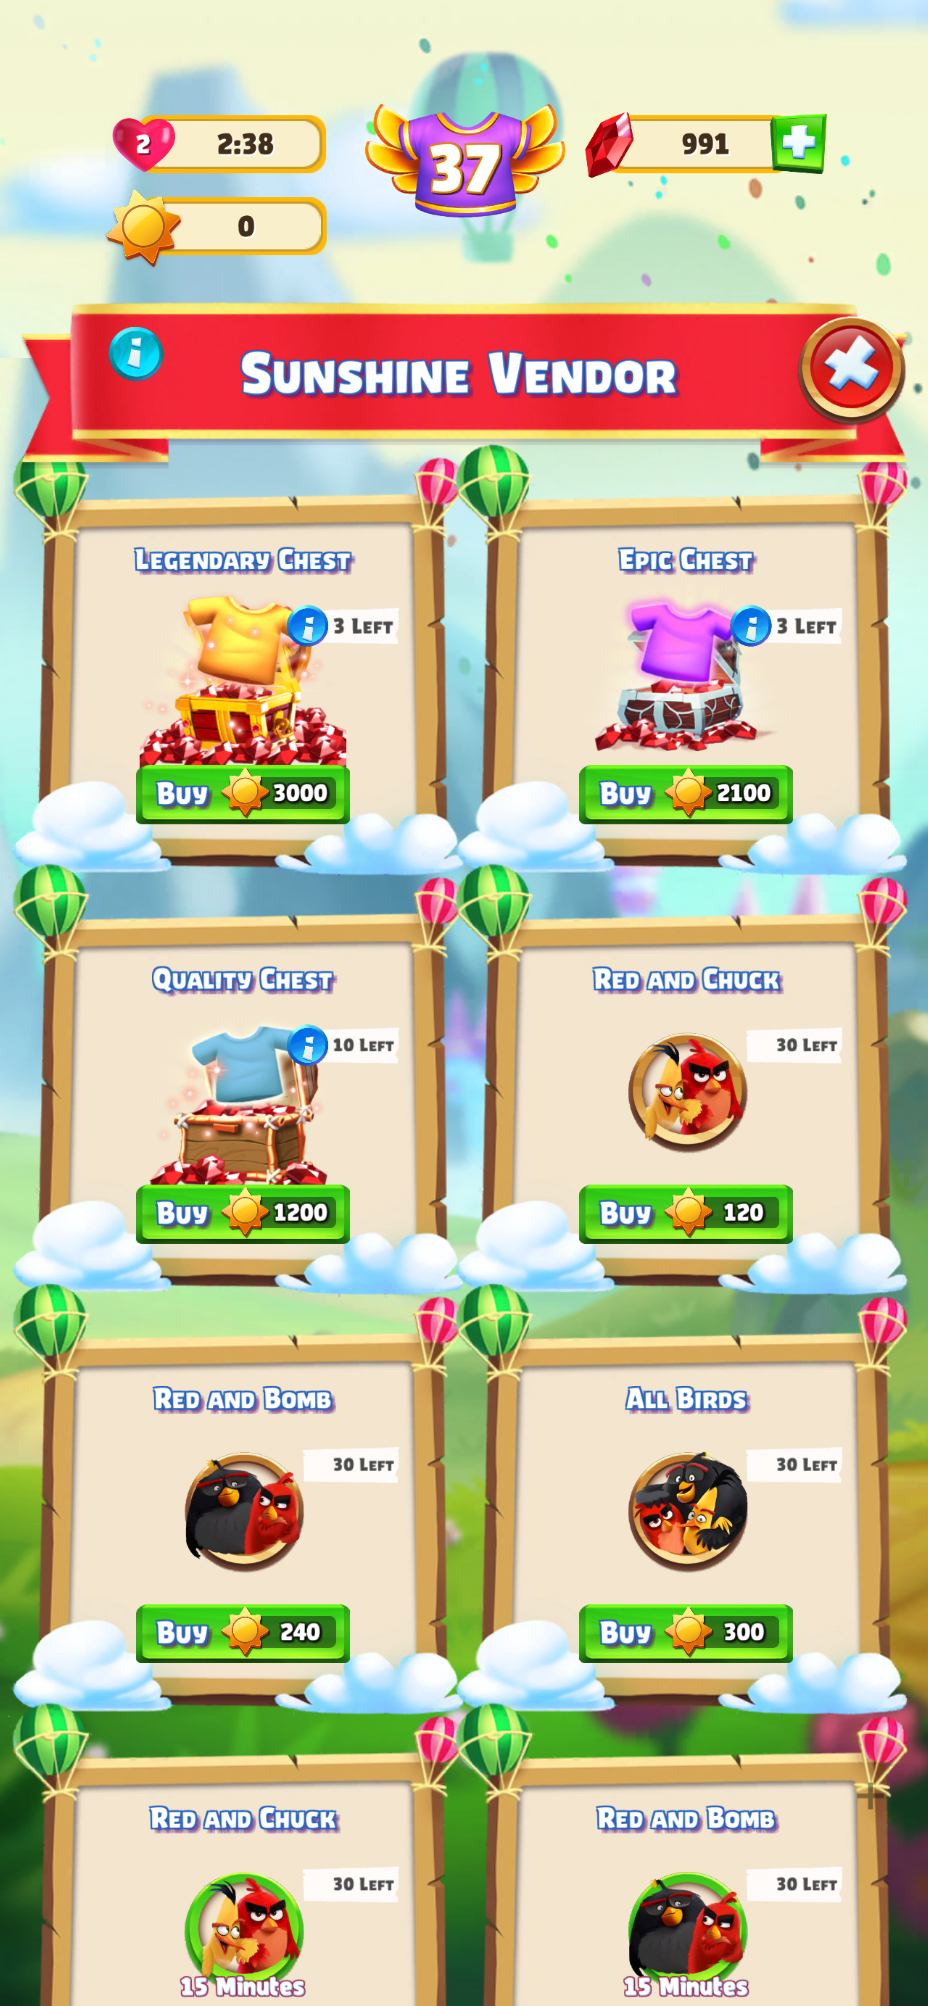 2
2:38
37
991
0
i
Sunshine Vendor
Legendary Chest
Epic Chest
i
3 Left
i
3 Left
Buy 3000
Buy 2100
Quality Chest
Red and Chuck
i
10 Left
30 Left
Buy 1200
Buy 120
Red and Bomb
All Birds
30 Left
30 Left
Buy 240
Buy 300
Red and Chuck
Red and Bomb
30 Left
30 Left
15 Minutes
15 Minutes